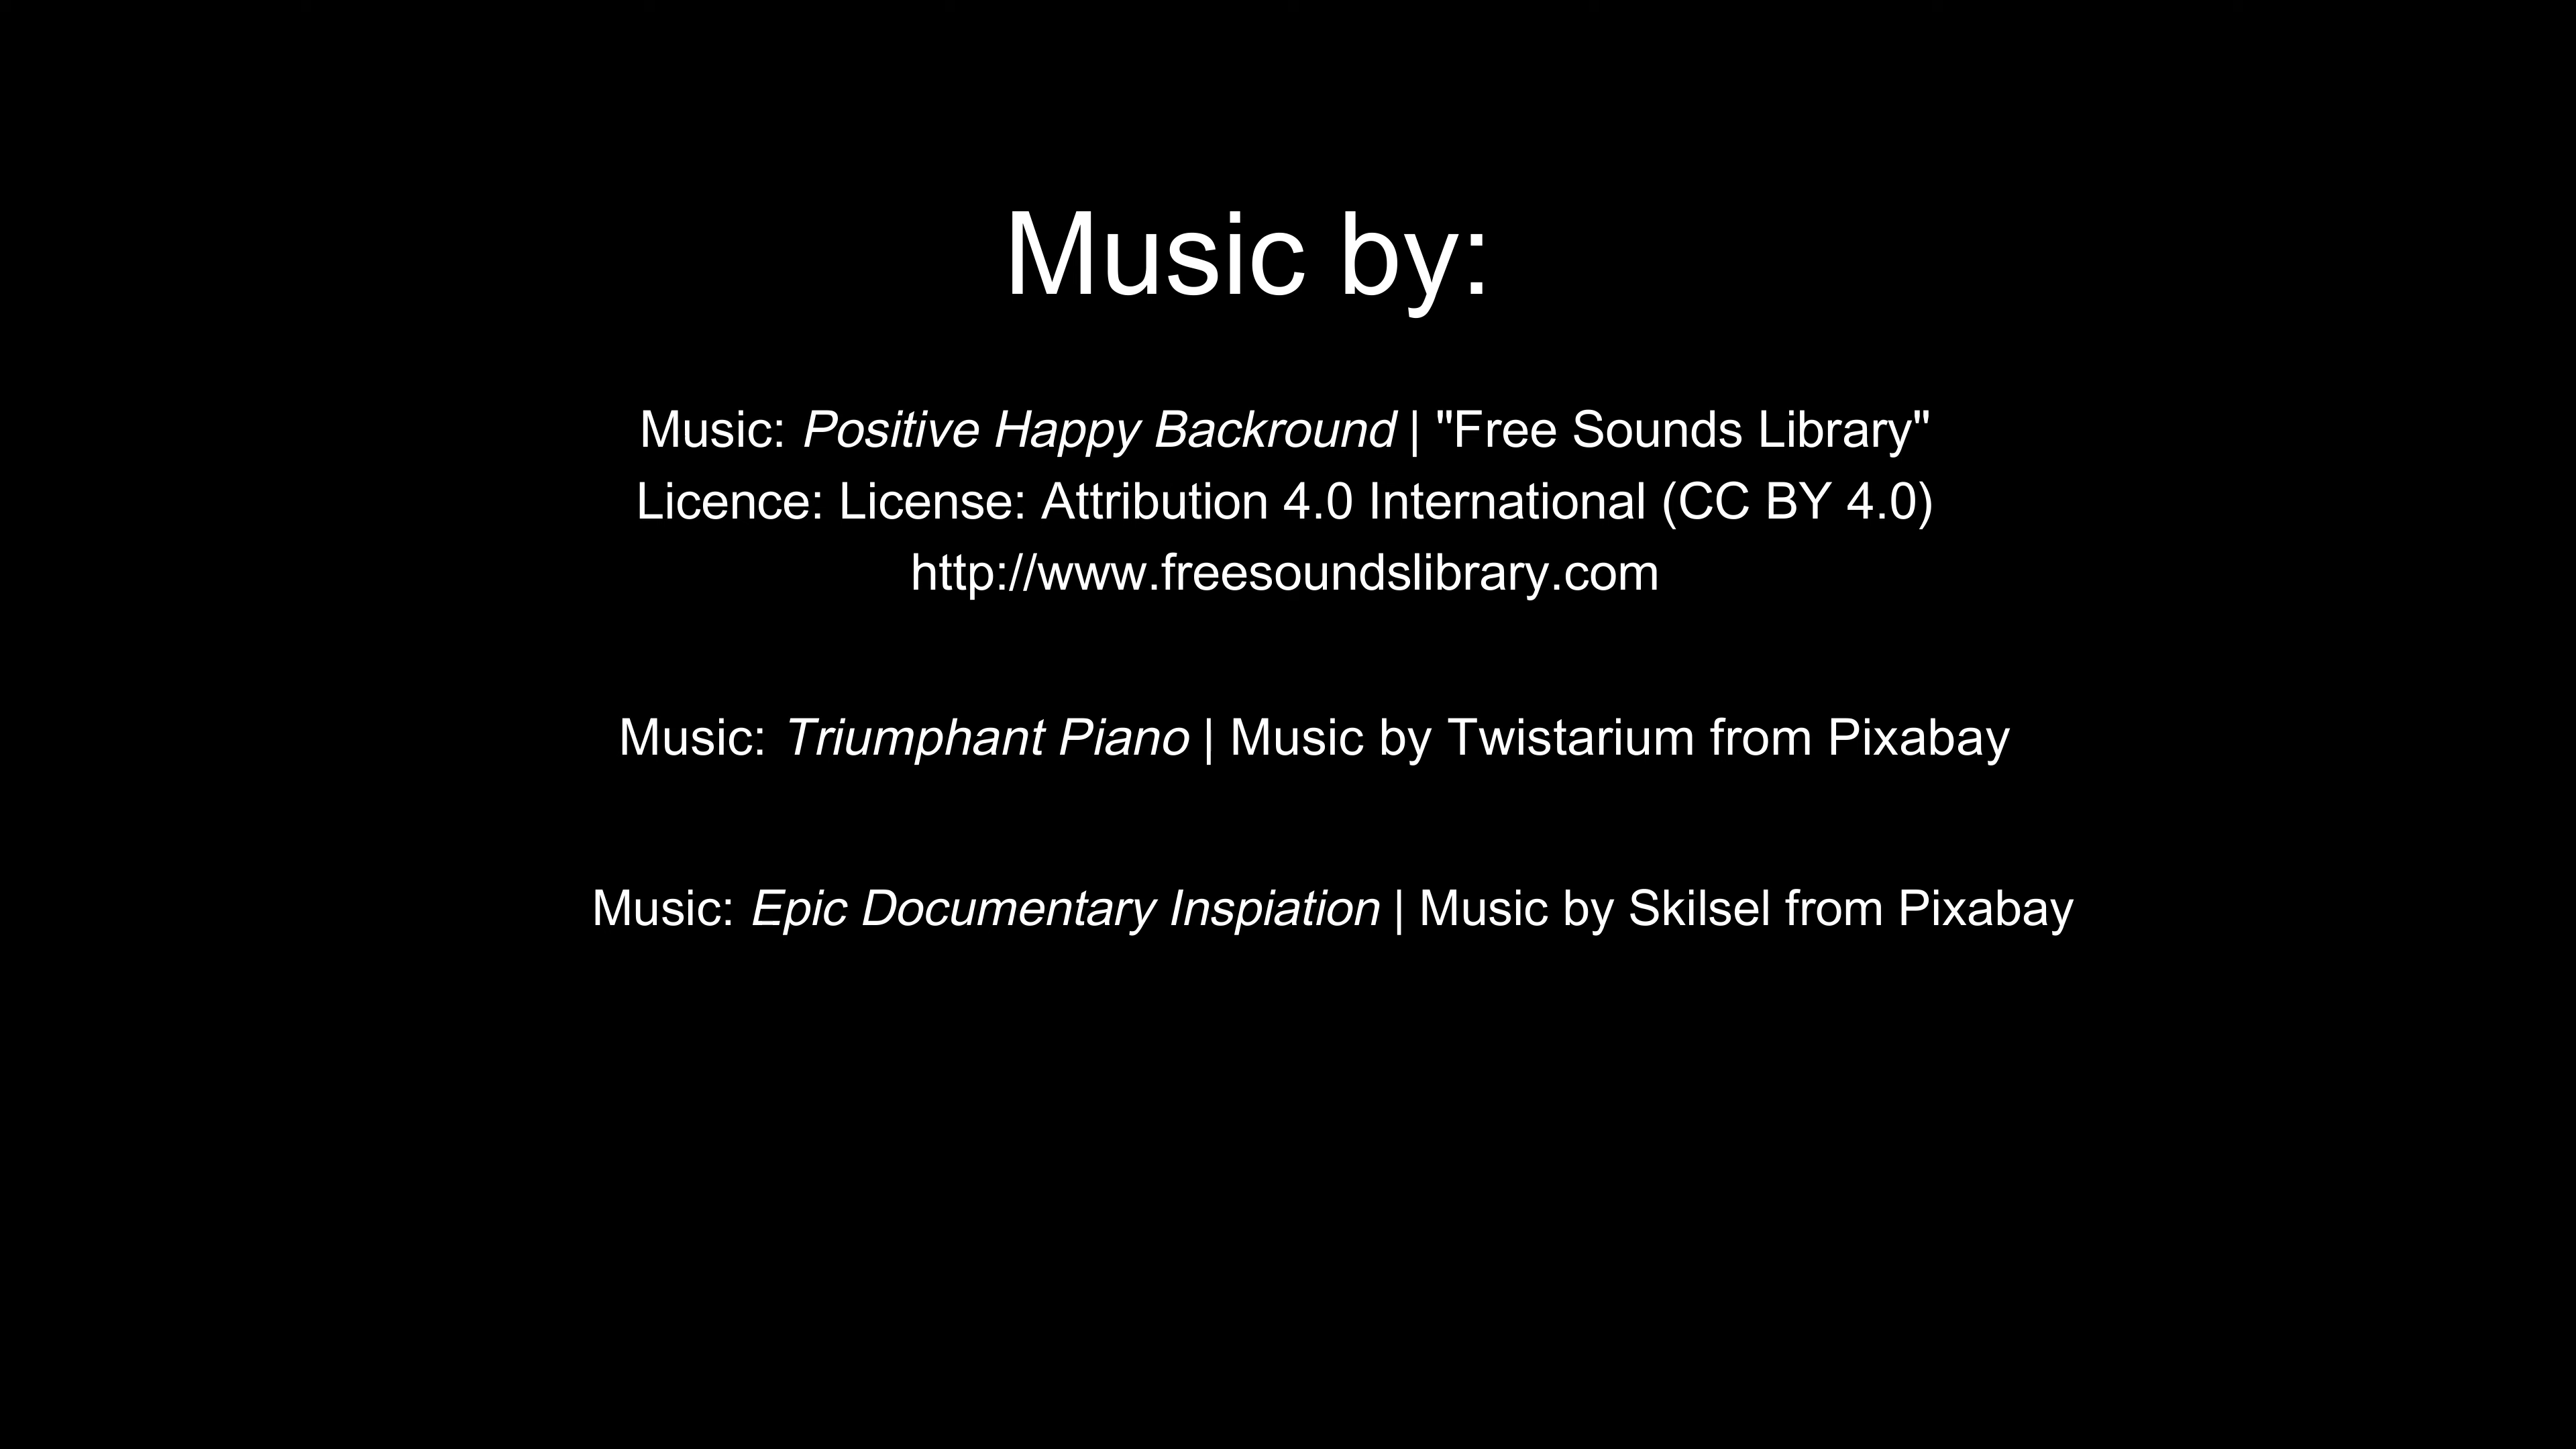 Music by:
Music: Positive Happy Backround | "Free Sounds Library"
Licence: License: Attribution 4.0 International (CC BY 4.0)
http://www.freesoundslibrary.com
Music: Triumphant Piano | Music by Twistarium from Pixabay
Music: Epic Documentary Inspiation | Music by Skilsel from Pixabay